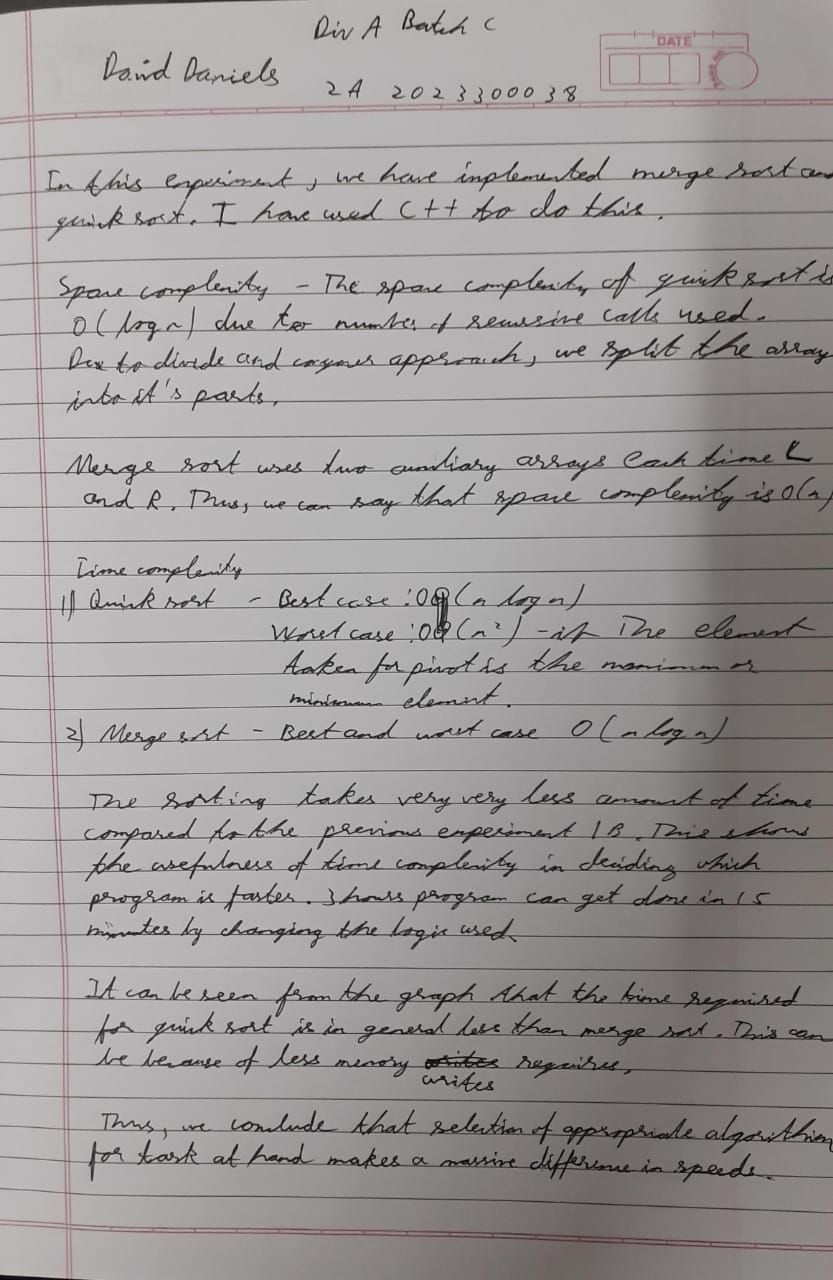 Div A Batch C
DATE
David Daniels
2A 2023300038
In this experiment, we have implemented merge sort and
quick sort. I have used C++ to do this.
Space complexity - The space complexity of quick sort is
O(log n) due to number of recursive calls used.
Due to divide and conquer approach, we split the array
into it's parts.
Merge sort uses two auxiliary arrays each time L
and R. Thus, we can say that space complexity is O(n)
Time complexity
1) Quick sort - Best case : O(n log n)
Worst case : O(n²) - if The element
taken for pivot is the maximum or
minimum element.
2) Merge sort - Best and worst case O(n log n)
The sorting takes very very less amount of time
compared to the previous experiment 1B. This shows
the usefulness of time complexity in deciding which
program is faster. 3 hours program can get done in 15
minutes by changing the logic used.
It can be seen from the graph that the time required
for quick sort is in general less than merge sort. This can
be because of less memory writes requires.
Thus, we conclude that selection of appropriate algorithim
for task at hand makes a massive difference in speeds.